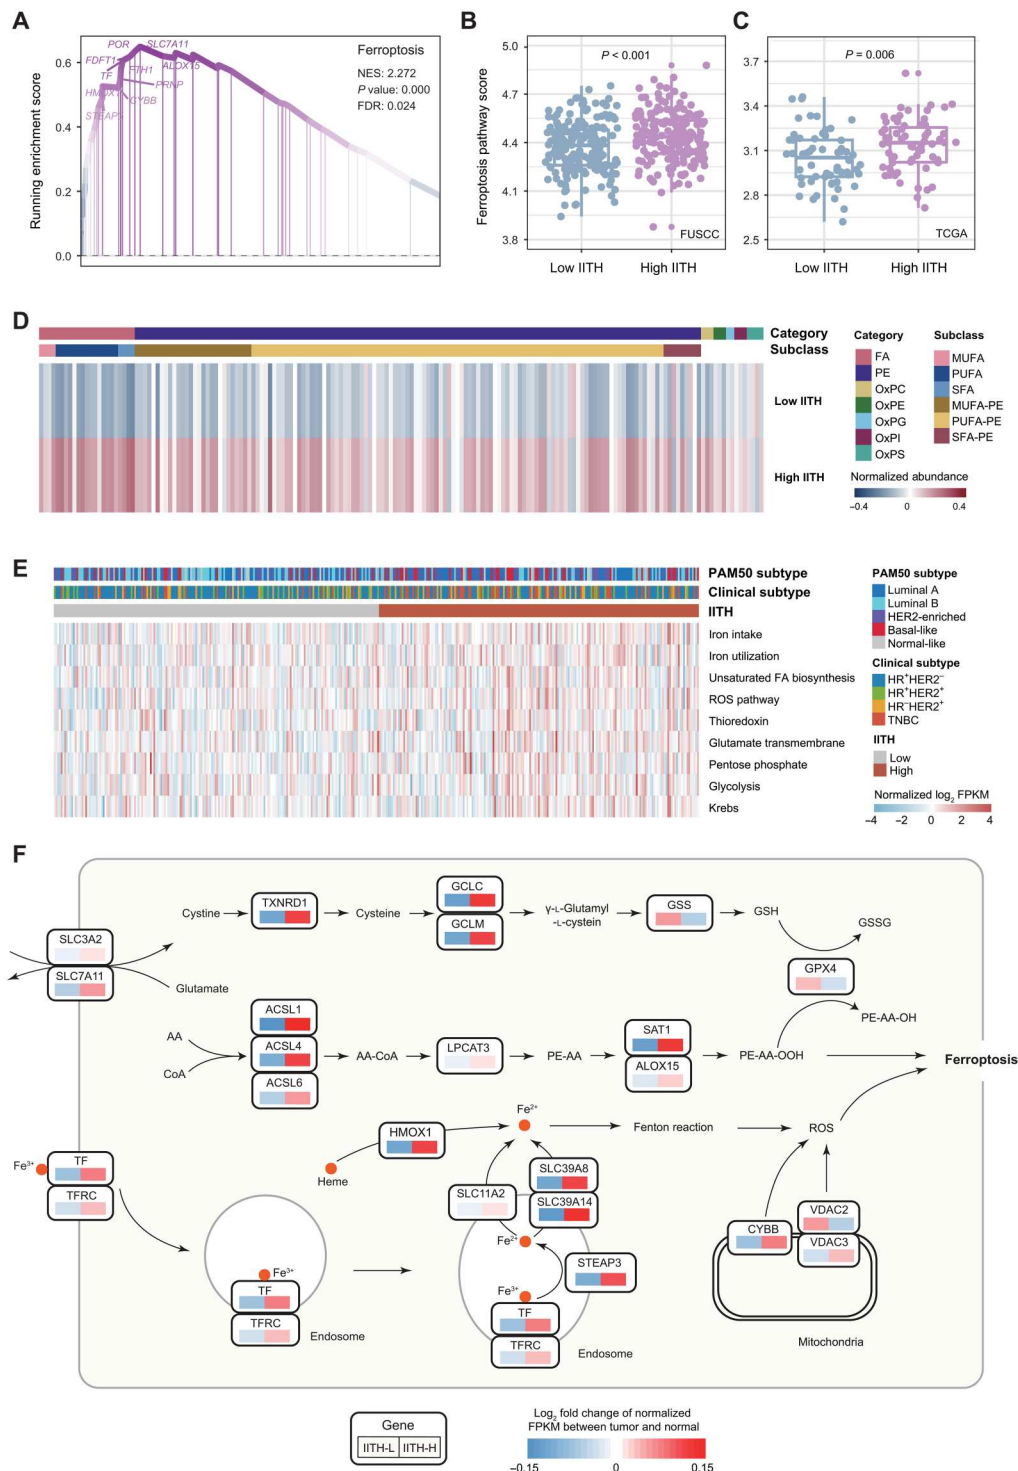 A
POR
SLC7A11
FDFT1
FTH1
ALOX15
TF
PRNP
HMOX1
CYBB
STEAP3
Ferroptosis
NES: 2.272
P value: 0.000
FDR: 0.024
Running enrichment score
0.6
0.4
0.2
0.0
B
Ferroptosis pathway score
5.0
4.7
4.4
4.1
3.8
P < 0.001
FUSCC
Low IITH
High IITH
C
3.7
3.4
3.1
2.8
2.5
P = 0.006
TCGA
Low IITH
High IITH
D
Category
Subclass
Low IITH
High IITH
Category
FA
PE
OxPC
OxPE
OxPG
OxPI
OxPS
Subclass
MUFA
PUFA
SFA
MUFA-PE
PUFA-PE
SFA-PE
Normalized abundance
−0.4 0 0.4
E
PAM50 subtype
Clinical subtype
IITH
Iron intake
Iron utilization
Unsaturated FA biosynthesis
ROS pathway
Thioredoxin
Glutamate transmembrane
Pentose phosphate
Glycolysis
Krebs
PAM50 subtype
Luminal A
Luminal B
HER2-enriched
Basal-like
Normal-like
Clinical subtype
HR⁺HER2⁻
HR⁺HER2⁺
HR⁻HER2⁺
TNBC
IITH
Low
High
Normalized log₂ FPKM
−4 −2 0 2 4
F
Cystine
TXNRD1
Cysteine
GCLC
GCLM
γ-L-Glutamyl
-L-cystein
GSS
GSH
GSSG
SLC3A2
SLC7A11
Glutamate
GPX4
PE-AA-OH
AA
CoA
ACSL1
ACSL4
ACSL6
AA-CoA
LPCAT3
PE-AA
SAT1
ALOX15
PE-AA-OOH
Ferroptosis
Fe²⁺
HMOX1
Heme
Fenton reaction
ROS
Fe³⁺
TF
TFRC
SLC11A2
SLC39A8
SLC39A14
Fe²⁺
VDAC2
CYBB
VDAC3
STEAP3
Fe³⁺
TF
TFRC
Endosome
Fe³⁺
TF
TFRC
Endosome
Mitochondria
Gene
IITH-L IITH-H
Log₂ fold change of normalized
FPKM between tumor and normal
−0.15 0 0.15